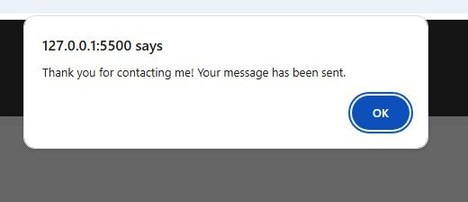 127.0.0.1:5500 says
Thank you for contacting me! Your message has been sent.
OK